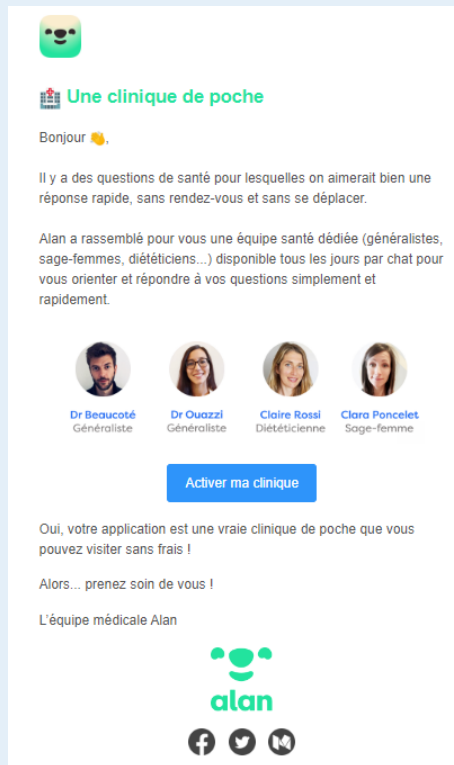 Une clinique de poche
Bonjour 👋,
Il y a des questions de santé pour lesquelles on aimerait bien une
réponse rapide, sans rendez-vous et sans se déplacer.
Alan a rassemblé pour vous une équipe santé dédiée (généralistes,
sage-femmes, diététiciens...) disponible tous les jours par chat pour
vous orienter et répondre à vos questions simplement et
rapidement.
Dr Beaucoté
Généraliste
Dr Ouazzi
Généraliste
Claire Rossi
Diététicienne
Clara Poncelet
Sage-femme
Activer ma clinique
Oui, votre application est une vraie clinique de poche que vous
pouvez visiter sans frais !
Alors... prenez soin de vous !
L'équipe médicale Alan
alan